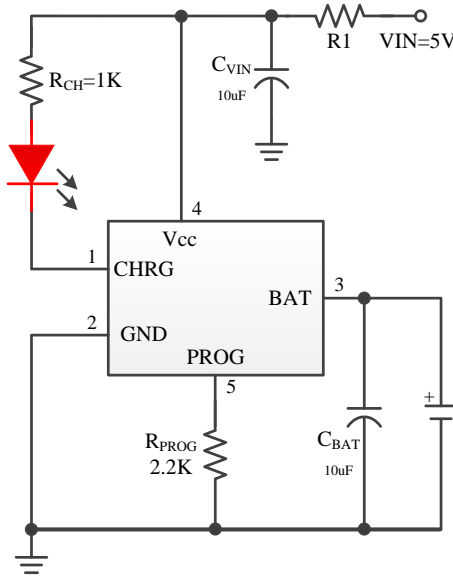 R1
VIN=5V
CVIN
10uF
RCH=1K
4
Vcc
1
CHRG
3
BAT
2
GND
PROG
5
RPROG
2.2K
CBAT
10uF
+